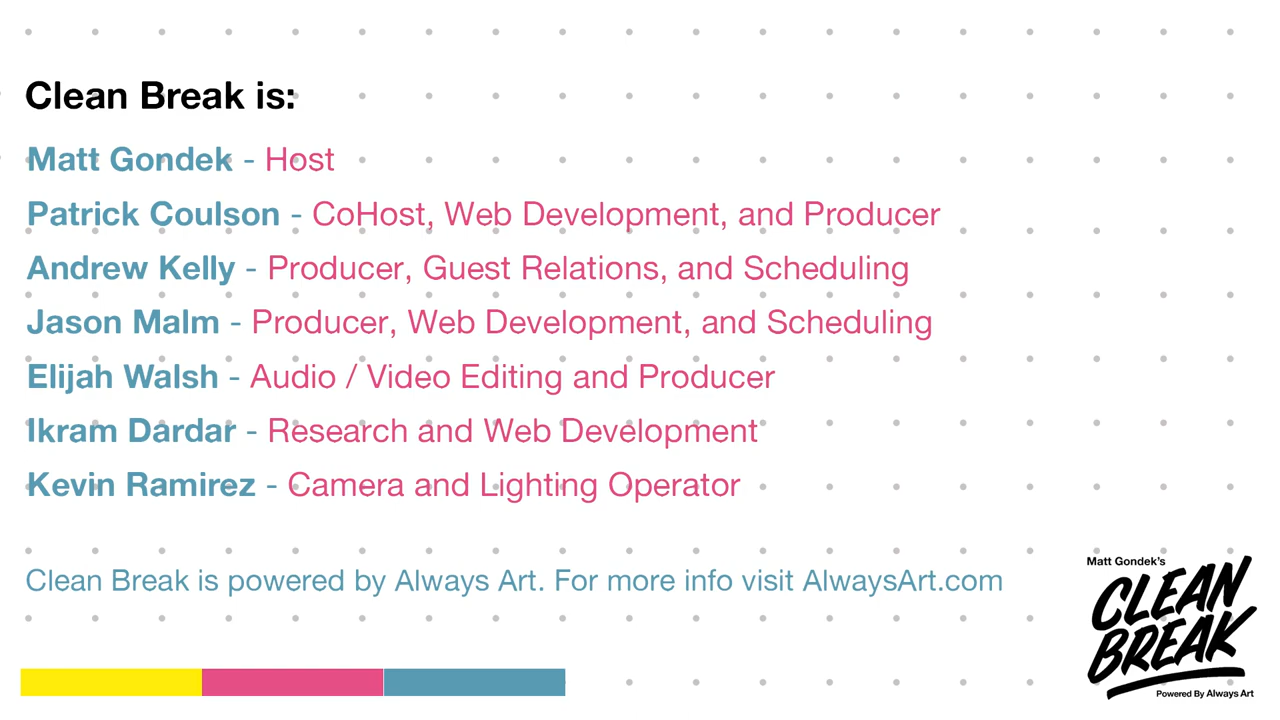 Clean Break is:
Matt Gondek - Host
Patrick Coulson - CoHost, Web Development, and Producer
Andrew Kelly - Producer, Guest Relations, and Scheduling
Jason Malm - Producer, Web Development, and Scheduling
Elijah Walsh - Audio / Video Editing and Producer
Ikram Dardar - Research and Web Development
Kevin Ramirez - Camera and Lighting Operator
Clean Break is powered by Always Art. For more info visit AlwaysArt.com
Matt Gondek's
CLEAN
BREAK
Powered By Always Art